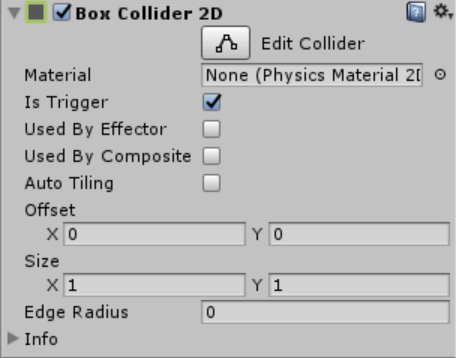 Box Collider 2D
Edit Collider
Material None (Physics Material 2
Is Trigger
Used By Effector
Used By Composite
Auto Tiling
Offset
X 0 Y 0
Size
X 1 Y 1
Edge Radius 0
Info